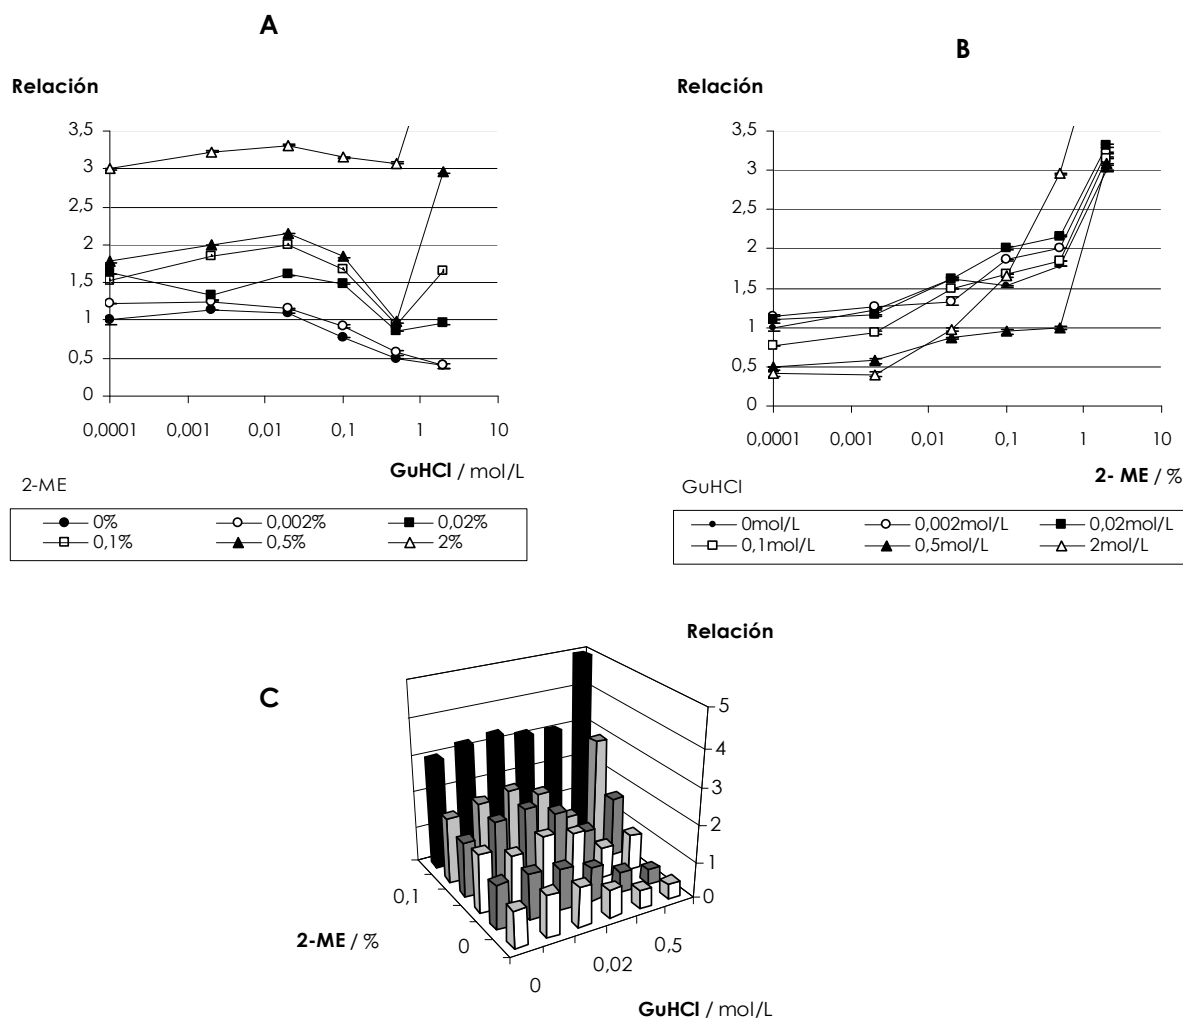 A
Relación
3,5
3
2,5
2
1,5
1
0,5
0
0,0001 0,001 0,01 0,1 1 10
GuHCl / mol/L
2-ME
0% 0,002% 0,02%
0,1% 0,5% 2%
B
Relación
3,5
3
2,5
2
1,5
1
0,5
0
0,0001 0,001 0,01 0,1 1 10
2- ME / %
GuHCl
0mol/L 0,002mol/L 0,02mol/L
0,1mol/L 0,5mol/L 2mol/L
C
Relación
5
4
3
2
1
0
0,1
0
2-ME / %
0
0,02
0,5
GuHCl / mol/L